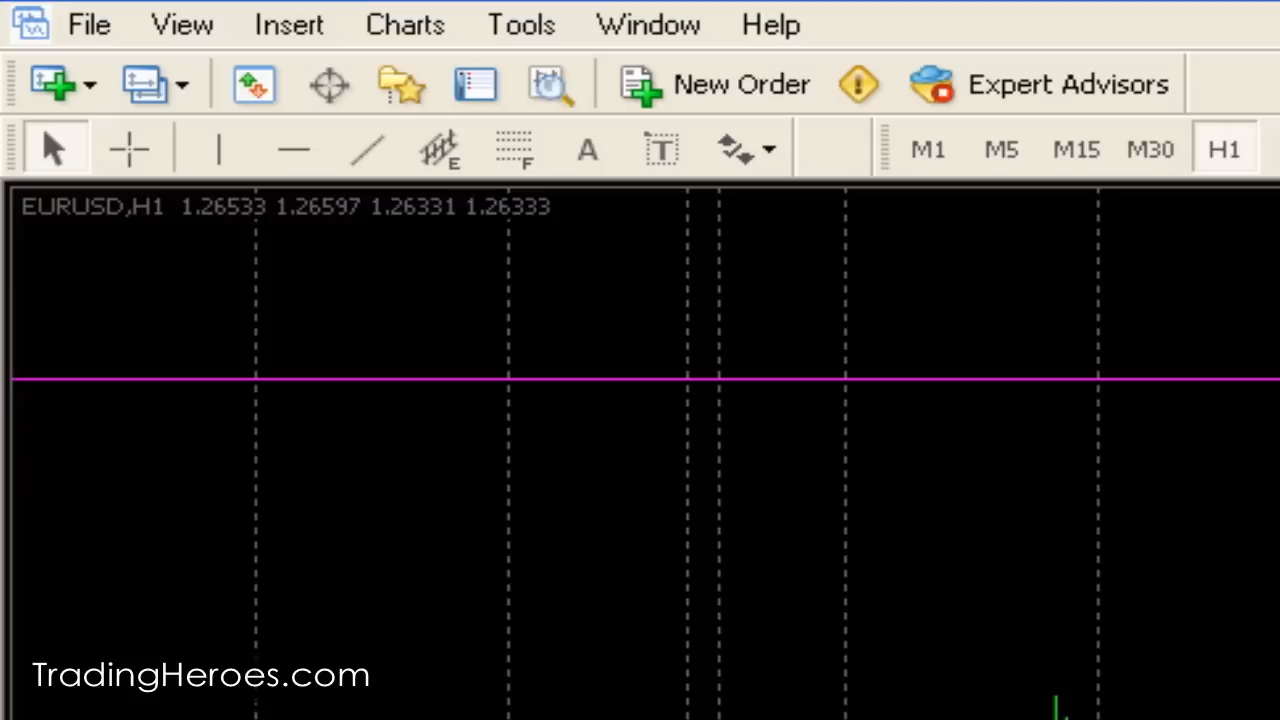 File View Insert Charts Tools Window Help
New Order Expert Advisors
E F A T M1 M5 M15 M30 H1
EURUSD,H1 1.26533 1.26597 1.26331 1.26333
TradingHeroes.com